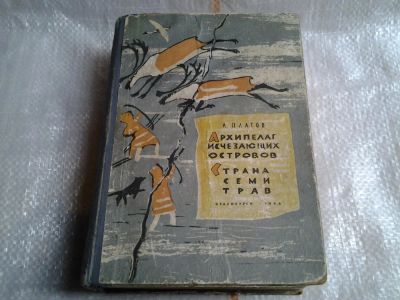 Л. ПЛАТОВ
АРХИПЕЛАГ
ИСЧЕЗАЮЩИХ
ОСТРОВОВ
СТРАНА
СЕМИ
ТРАВ